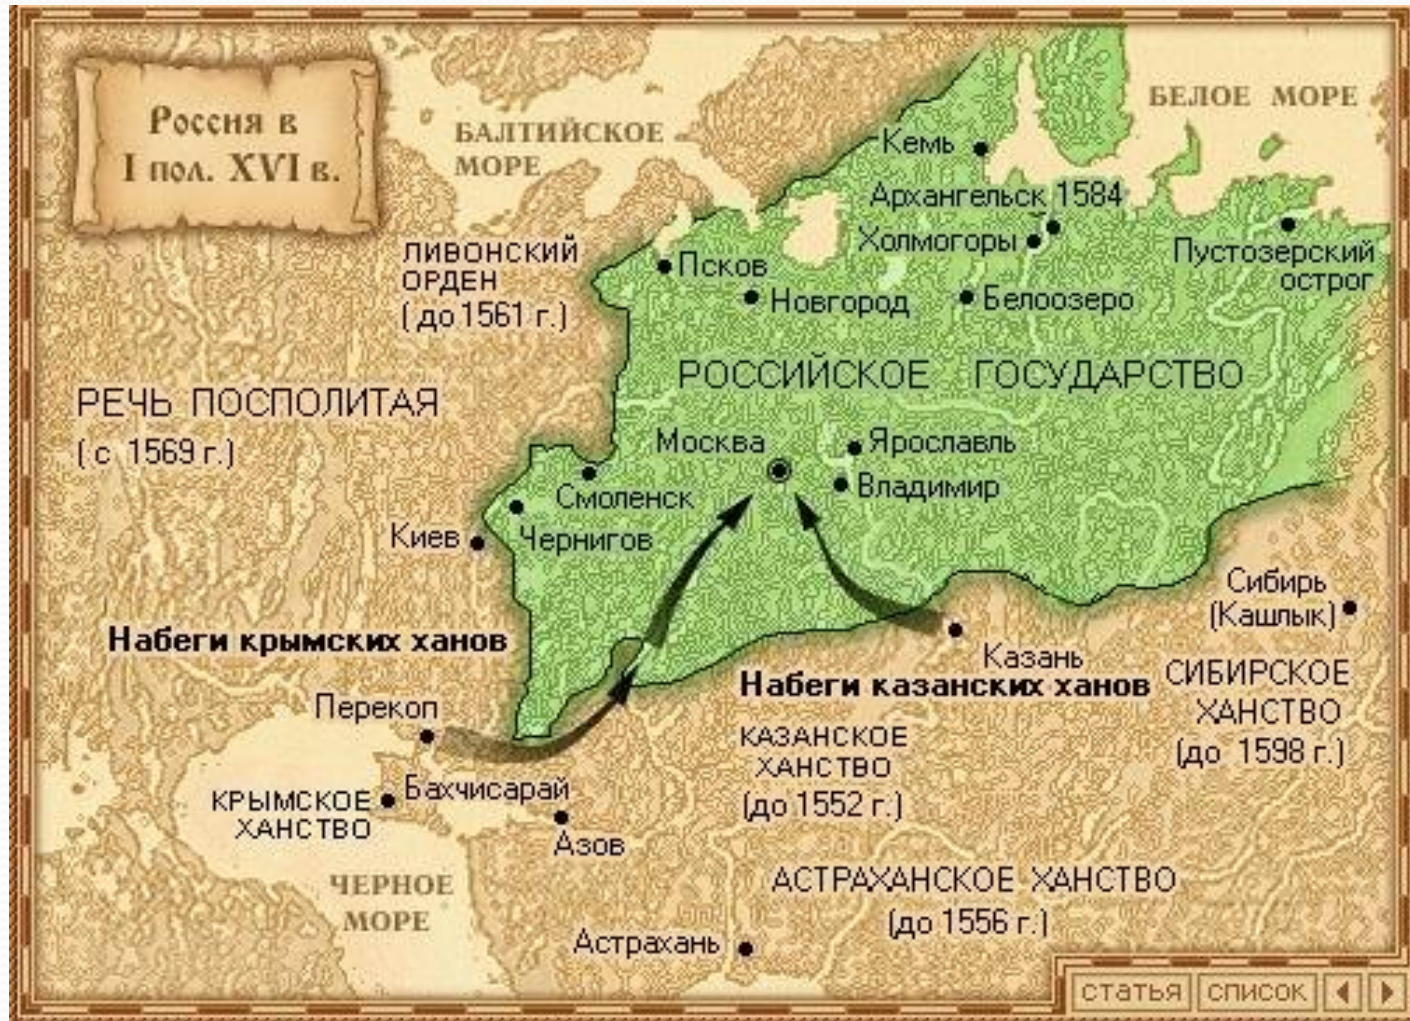 Россия в
I пол. XVI в.
БАЛТИЙСКОЕ
МОРЕ
БЕЛОЕ МОРЕ
Кемь
Архангельск 1584
Холмогоры
Пустозерский
острог
ЛИВОНСКИЙ
ОРДЕН
(до 1561 г.)
Псков
Новгород
Белоозеро
РОССИЙСКОЕ ГОСУДАРСТВО
РЕЧЬ ПОСПОЛИТАЯ
(с 1569 г.)
Москва
Ярославль
Владимир
Смоленск
Киев
Чернигов
Сибирь
(Кашлык)
Набеги крымских ханов
Казань
Набеги казанских ханов
СИБИРСКОЕ
ХАНСТВО
(до 1598 г.)
Перекоп
КАЗАНСКОЕ
ХАНСТВО
(до 1552 г.)
Бахчисарай
КРЫМСКОЕ
ХАНСТВО
Азов
ЧЕРНОЕ
МОРЕ
АСТРАХАНСКОЕ ХАНСТВО
(до 1556 г.)
Астрахань
статья
список